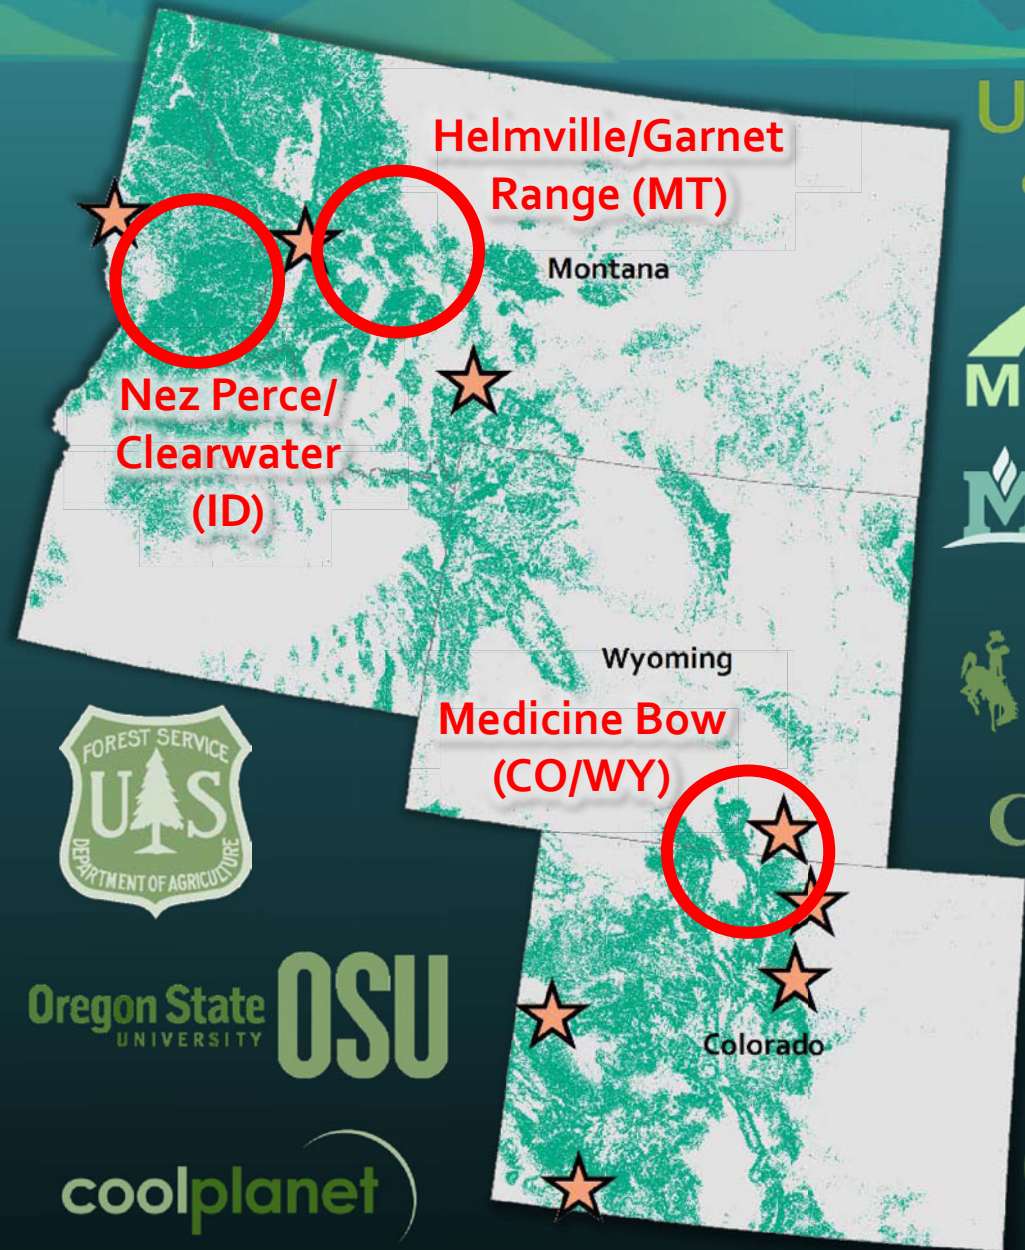 Helmville/Garnet
Range (MT)
Montana
Nez Perce/
Clearwater
(ID)
Wyoming
Medicine Bow
(CO/WY)
FOREST SERVICE
U S
DEPARTMENT OF AGRICULTURE
Oregon State
UNIVERSITY
OSU
Colorado
coolplanet
U
M
M
C